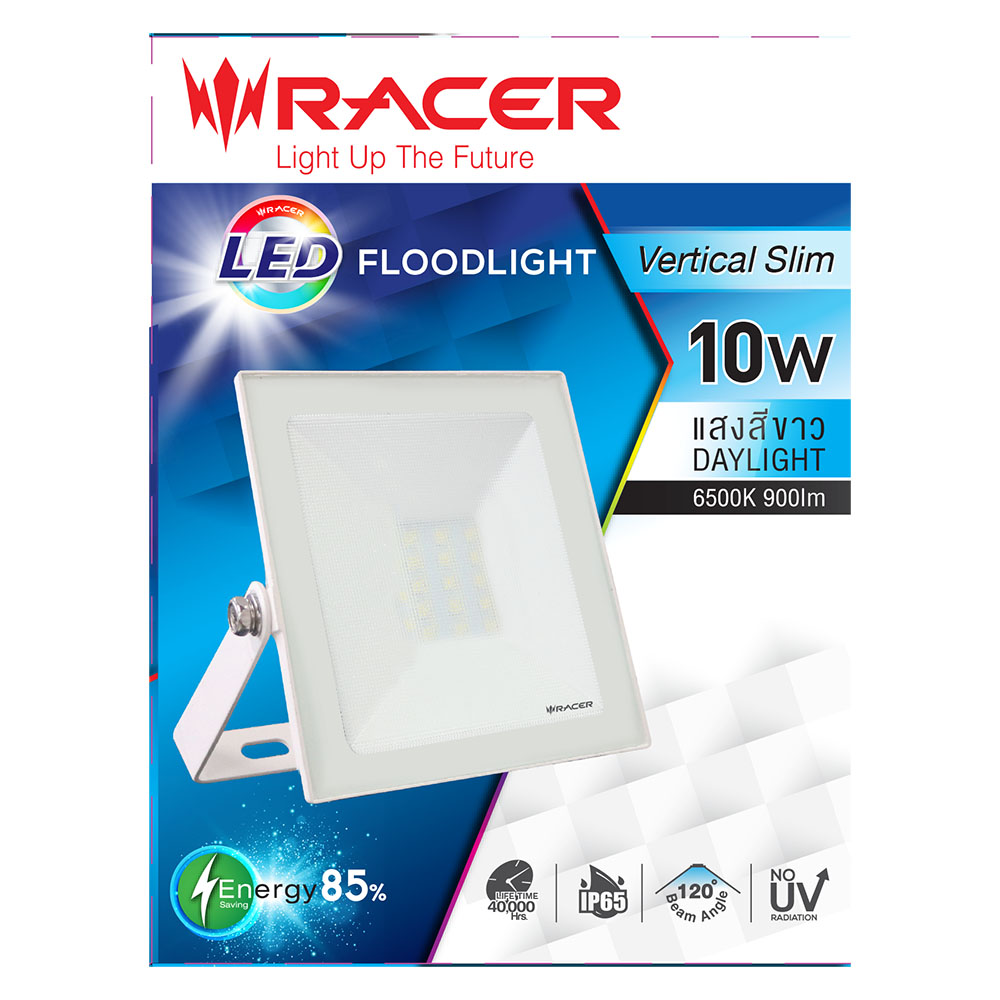 RACER
Light Up The Future
RACER
LED FLOODLIGHT
Vertical Slim
10W
แสงสีขาว
DAYLIGHT
6500K 900lm
RACER
Energy 85%
Saving
LIFE TIME
40,000
Hrs.
IP65
120°
Beam Angle
NO
UV
RADIATION